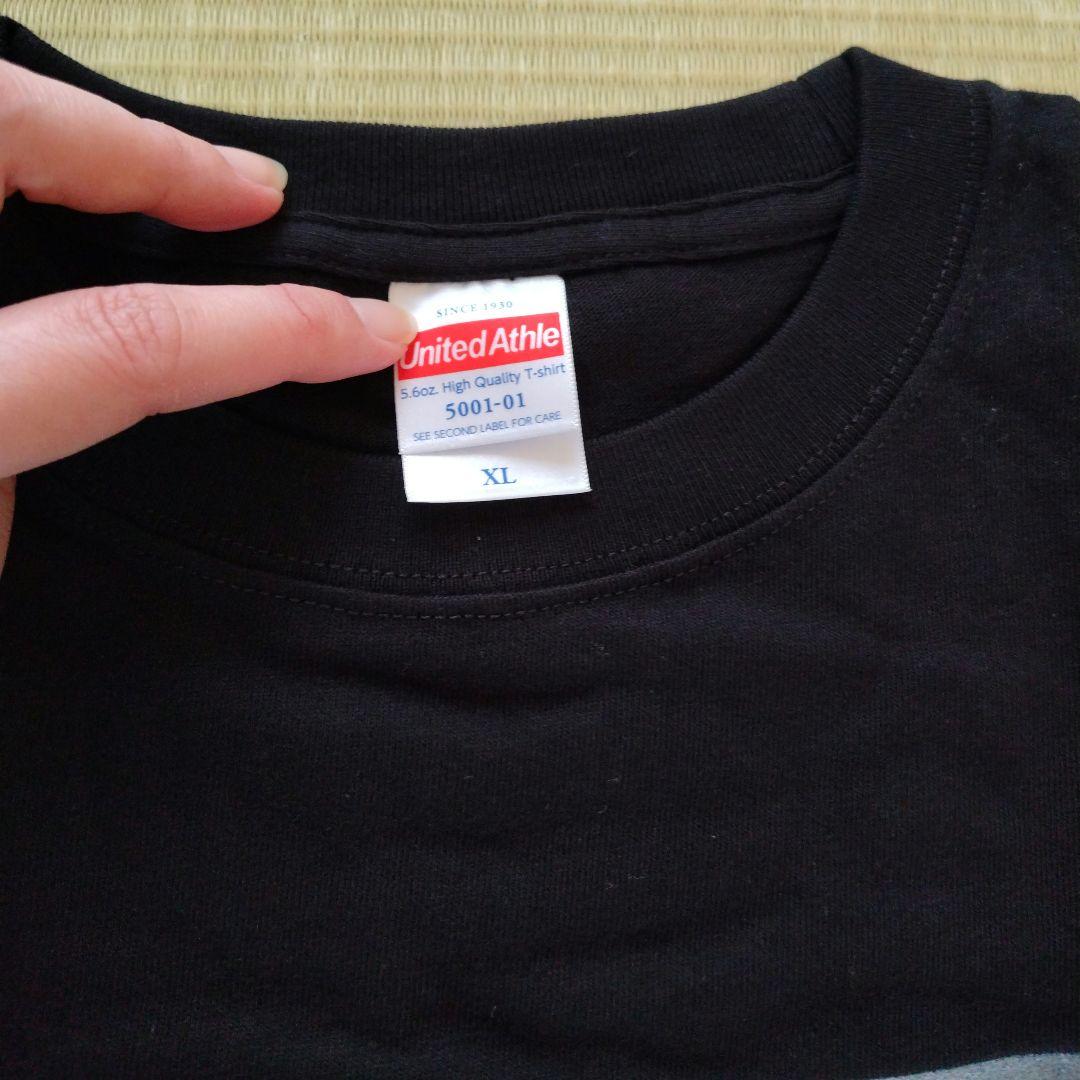 SINCE 1930
United Athle
5.6oz. High Quality T-shirt
5001-01
SEE SECOND LABEL FOR CARE
XL